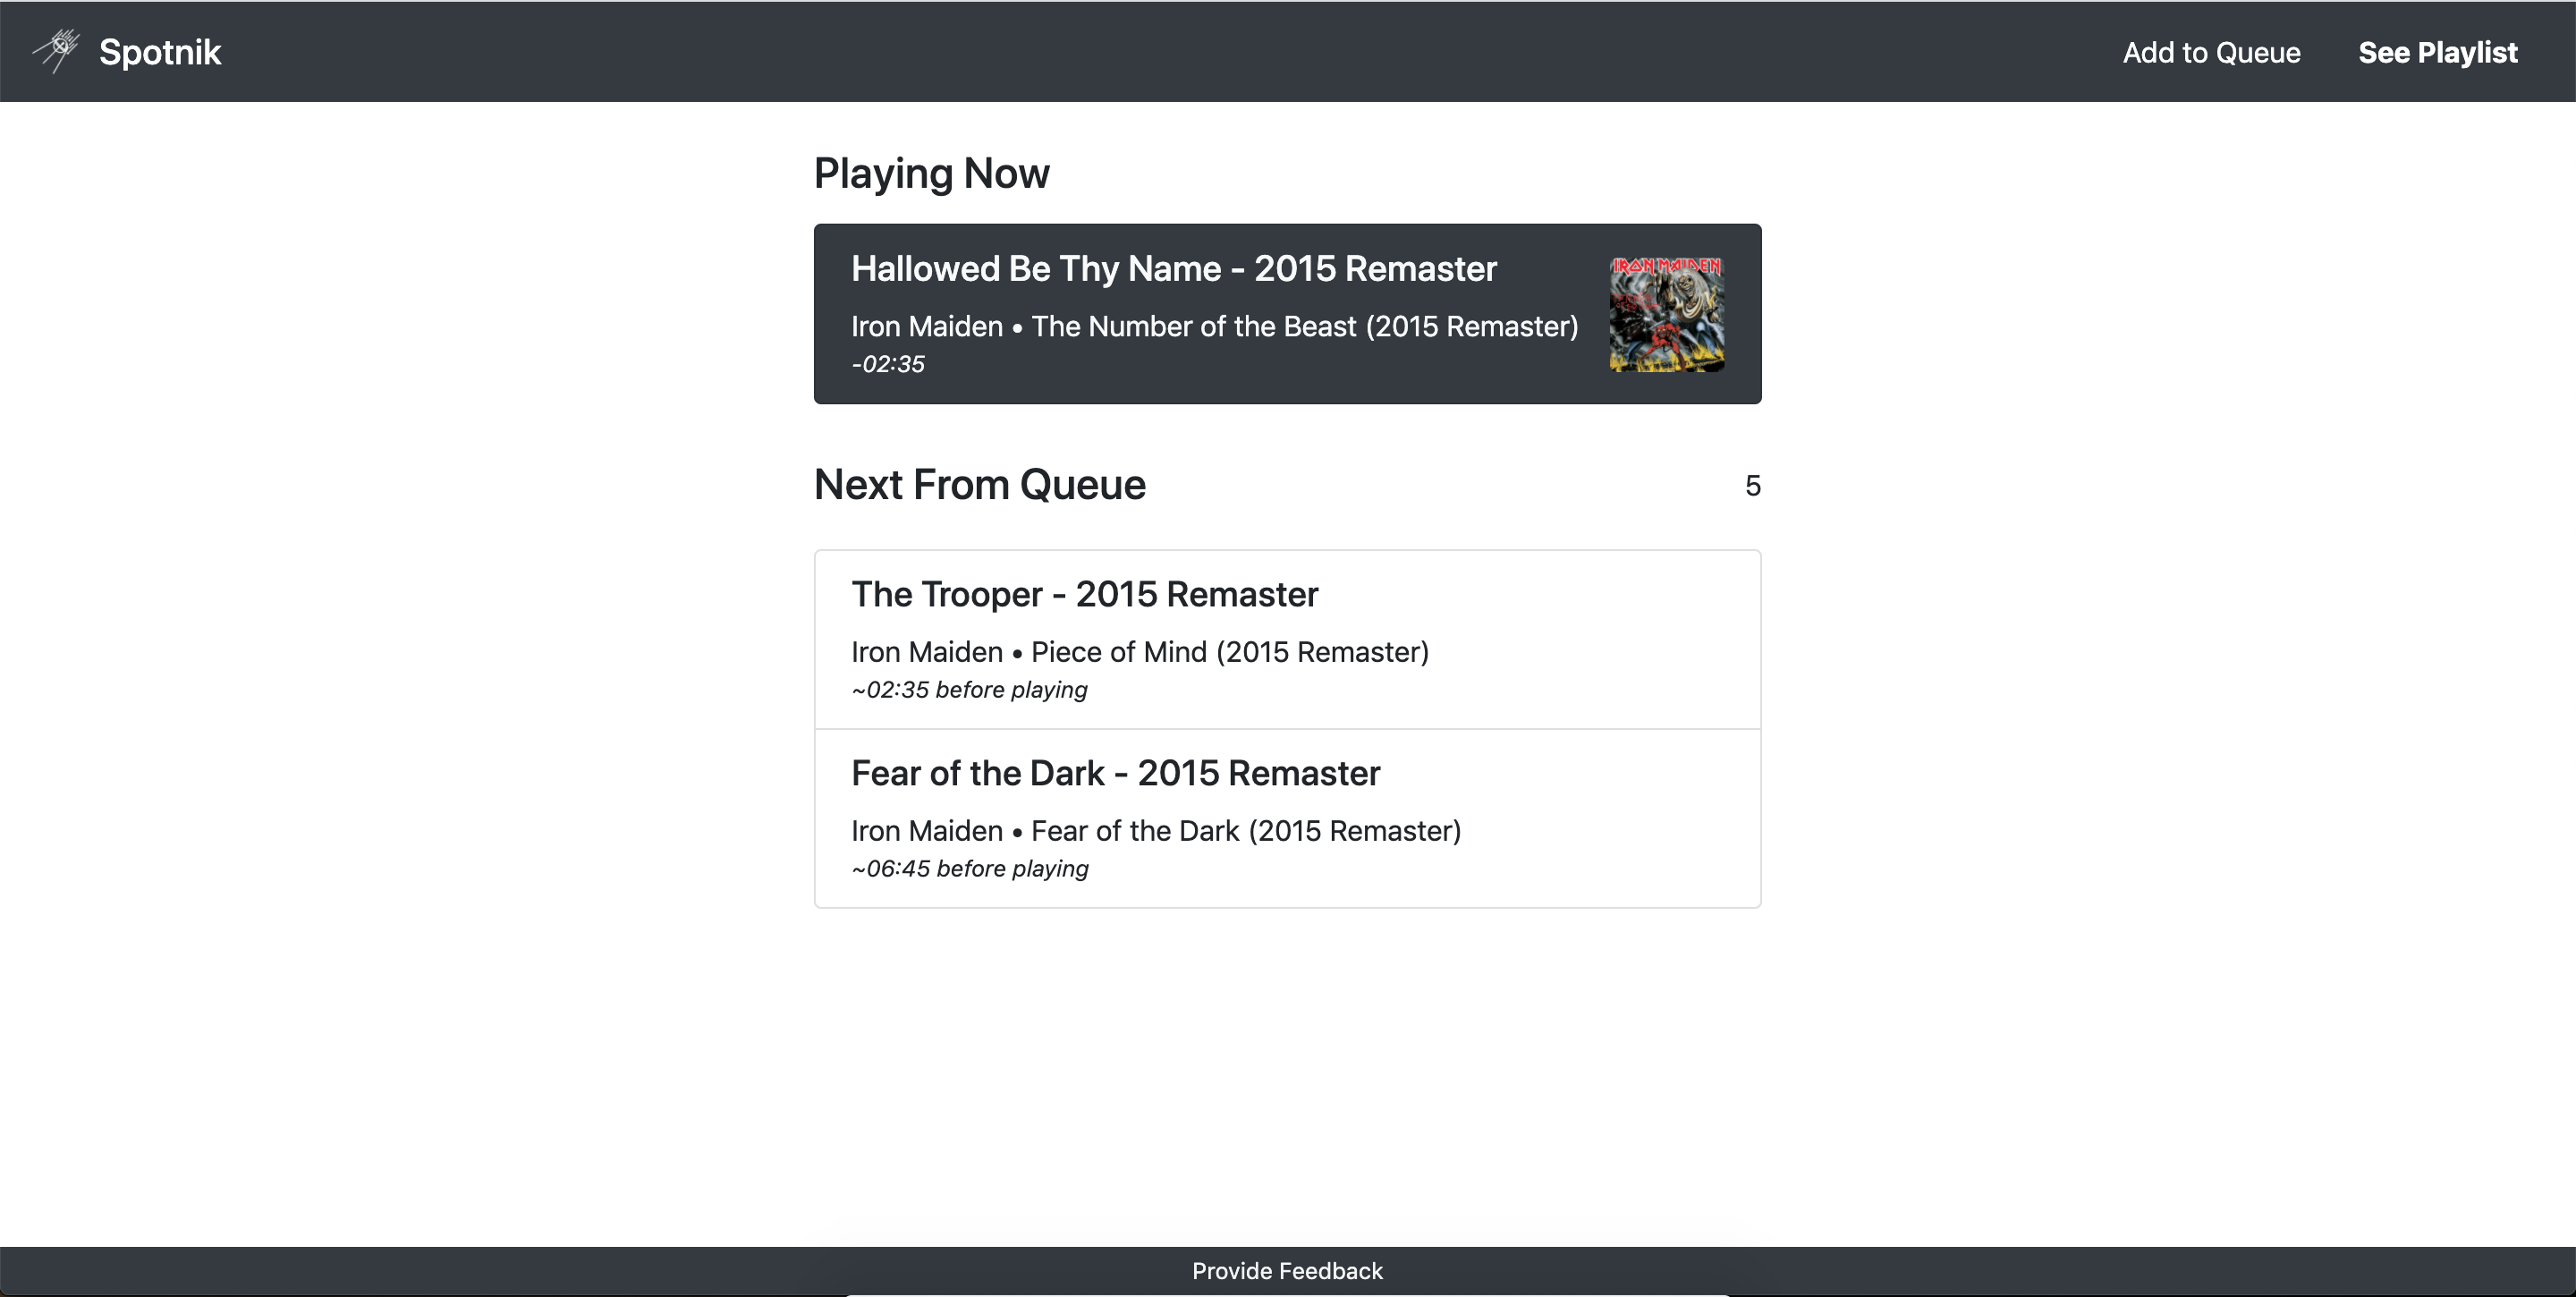 Spotnik
Add to Queue
See Playlist
Playing Now
Hallowed Be Thy Name - 2015 Remaster
Iron Maiden • The Number of the Beast (2015 Remaster)
-02:35
IRON MAIDEN
Next From Queue
5
The Trooper - 2015 Remaster
Iron Maiden • Piece of Mind (2015 Remaster)
~02:35 before playing
Fear of the Dark - 2015 Remaster
Iron Maiden • Fear of the Dark (2015 Remaster)
~06:45 before playing
Provide Feedback